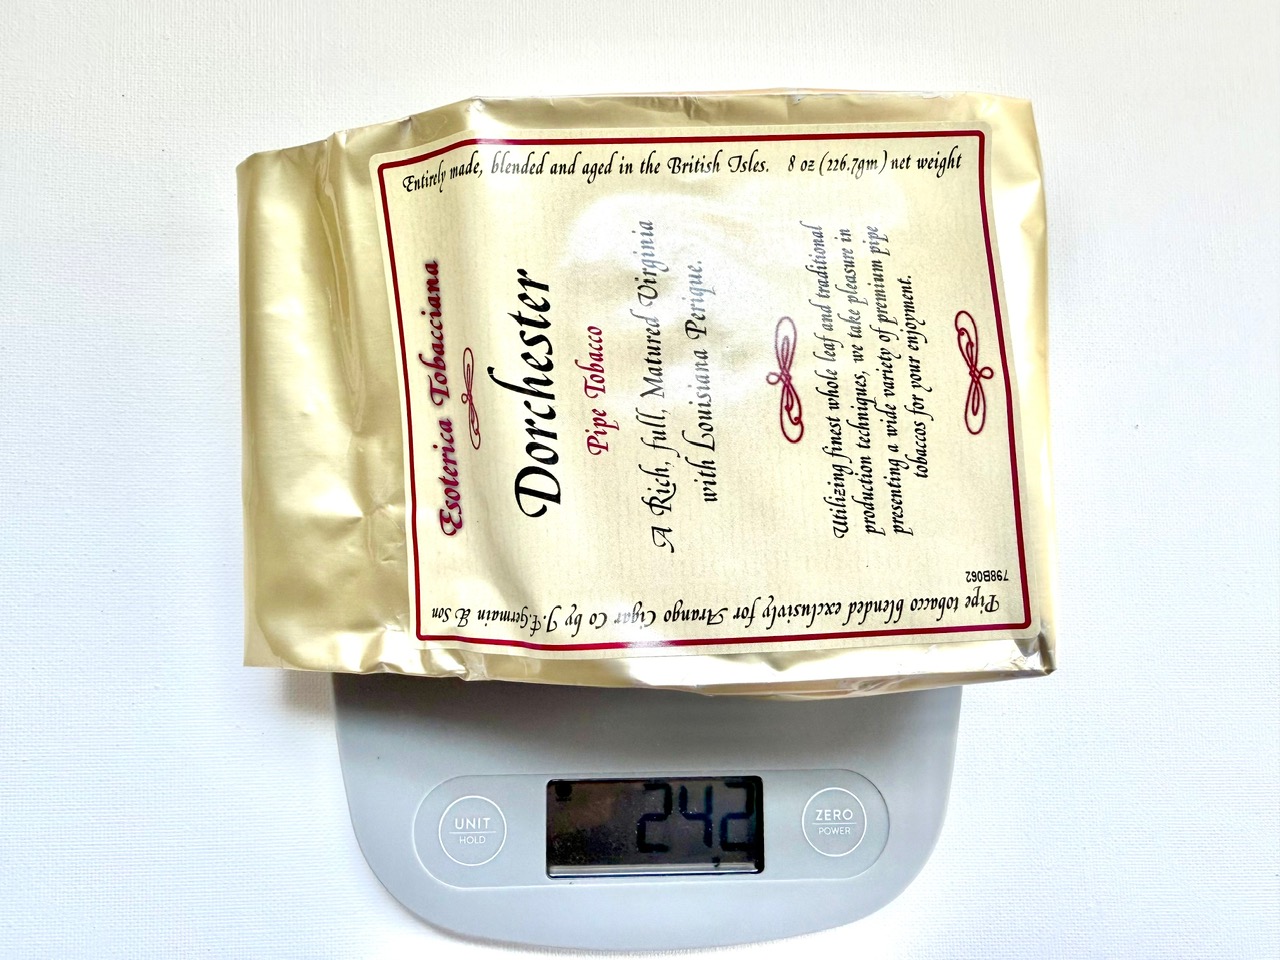 Entirely made, blended and aged in the British Isles. 8 oz (226.7gm) net weight
Esoterica Tobacciana
Dorchester
Pipe Tobacco
A Rich, full, Matured Virginia
with Louisiana Perique.
Utilizing finest whole leaf and traditional
production techniques, we take pleasure in
presenting a wide variety of premium pipe
tobaccos for your enjoyment.
798B062
Pipe tobacco blended exclusively for Arango Cigar Co by J.F.Germain & Son
UNIT
HOLD
242
ZERO
POWER